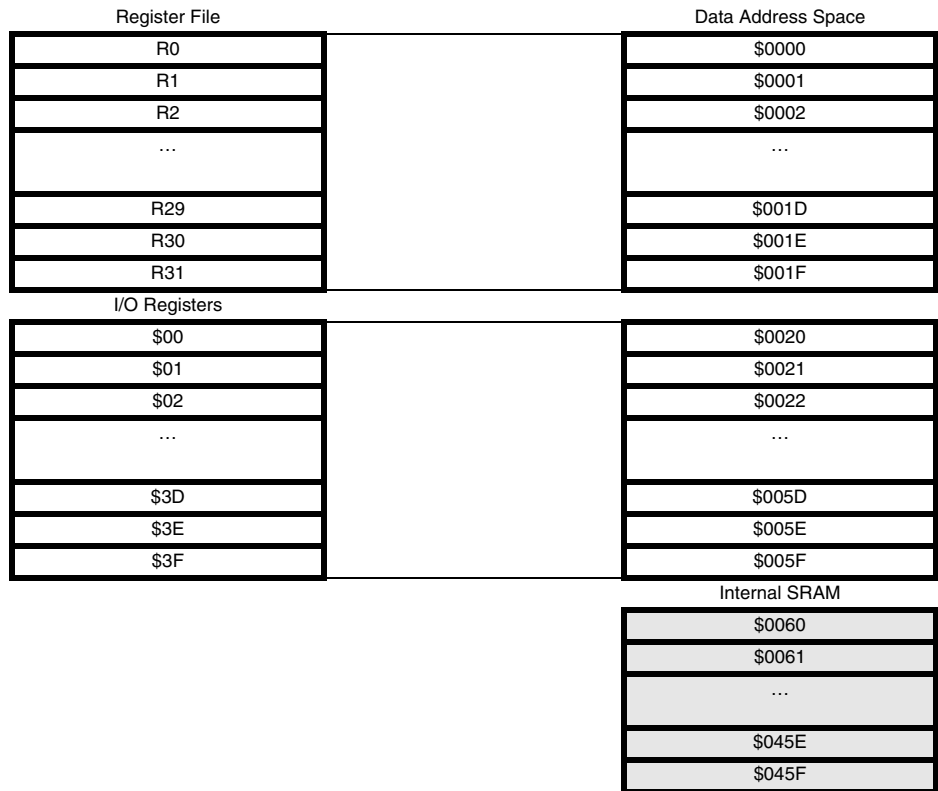 Register File Data Address Space
R0 $0000
R1 $0001
R2 $0002
... ...
R29 $001D
R30 $001E
R31 $001F
I/O Registers
$00 $0020
$01 $0021
$02 $0022
... ...
$3D $005D
$3E $005E
$3F $005F
Internal SRAM
$0060
$0061
...
$045E
$045F